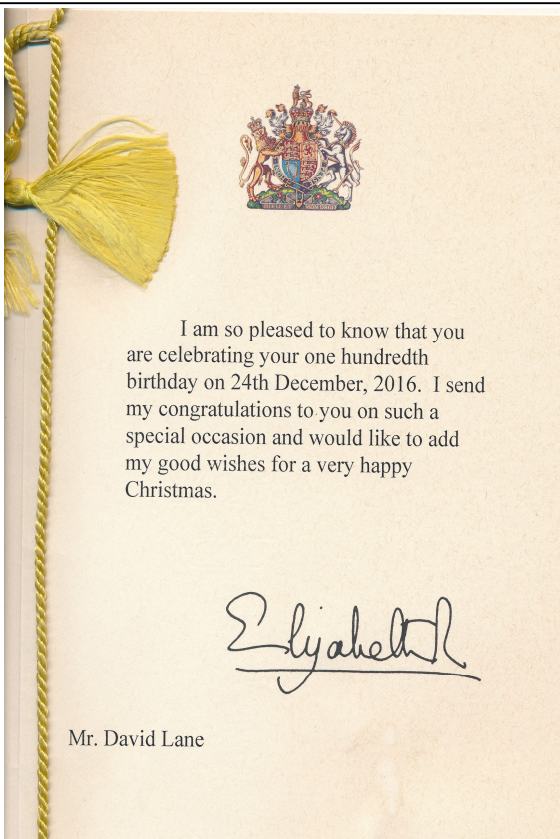 I am so pleased to know that you
are celebrating your one hundredth
birthday on 24th December, 2016.  I send
my congratulations to you on such a
special occasion and would like to add
my good wishes for a very happy
Christmas.
Elizabeth R
Mr. David Lane